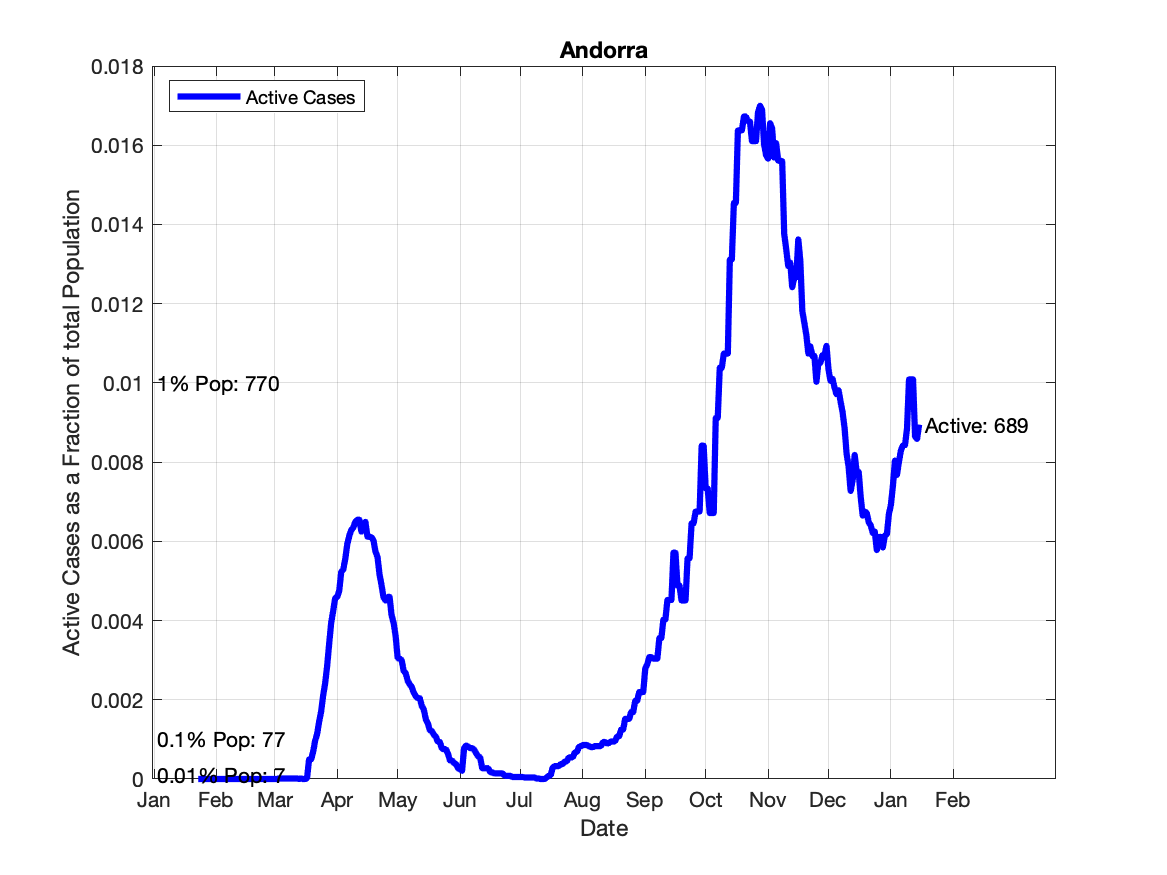 Andorra
Active Cases
Active Cases as a Fraction of total Population
0.018
0.016
0.014
0.012
0.01
0.008
0.006
0.004
0.002
0
1% Pop: 770
0.1% Pop: 77
0.01% Pop: 7
Active: 689
Jan Feb Mar Apr May Jun Jul Aug Sep Oct Nov Dec Jan Feb
Date